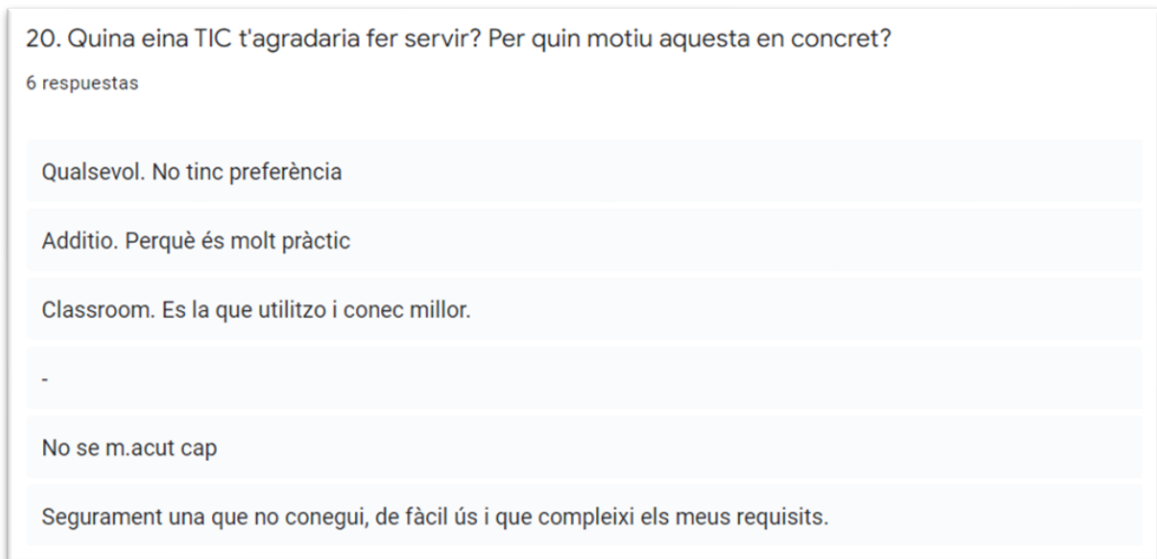 20. Quina eina TIC t'agradaria fer servir? Per quin motiu aquesta en concret?
6 respuestas
Qualsevol. No tinc preferència
Additio. Perquè és molt pràctic
Classroom. Es la que utilitzo i conec millor.
-
No se m.acut cap
Segurament una que no conegui, de fàcil ús i que compleixi els meus requisits.